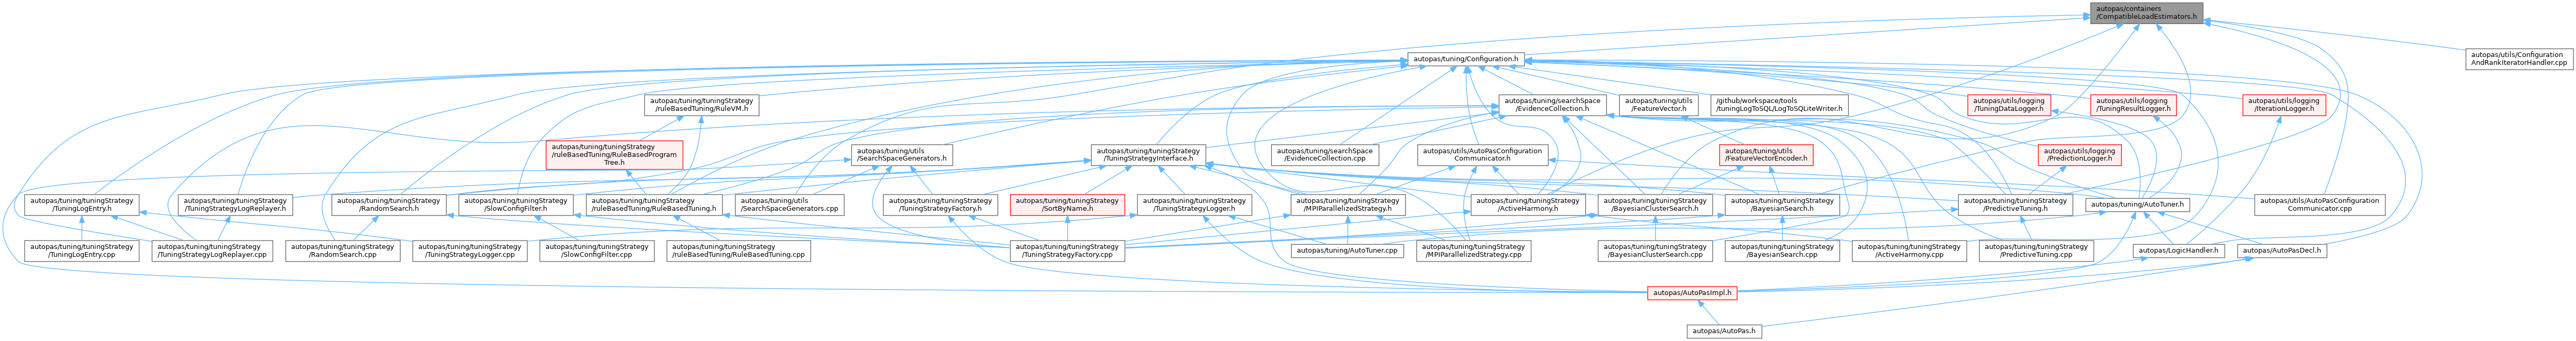 autopas/containers
/CompatibleLoadEstimators.h
autopas/tuning/Configuration.h
autopas/utils/Configuration
AndRankIteratorHandler.cpp
autopas/tuning/tuningStrategy
/ruleBasedTuning/RuleVM.h
autopas/tuning/searchSpace
/EvidenceCollection.h
autopas/tuning/utils
/FeatureVector.h
/github/workspace/tools
/tuningLogToSQL/LogToSQLiteWriter.h
autopas/utils/logging
/TuningDataLogger.h
autopas/utils/logging
/TuningResultLogger.h
autopas/utils/logging
/IterationLogger.h
autopas/tuning/tuningStrategy
/ruleBasedTuning/RuleBasedProgram
Tree.h
autopas/tuning/utils
/SearchSpaceGenerators.h
autopas/tuning/tuningStrategy
/TuningStrategyInterface.h
autopas/tuning/searchSpace
/EvidenceCollection.cpp
autopas/utils/AutoPasConfiguration
Communicator.h
autopas/tuning/utils
/FeatureVectorEncoder.h
autopas/utils/logging
/PredictionLogger.h
autopas/tuning/tuningStrategy
/TuningLogEntry.h
autopas/tuning/tuningStrategy
/TuningStrategyLogReplayer.h
autopas/tuning/tuningStrategy
/RandomSearch.h
autopas/tuning/tuningStrategy
/SlowConfigFilter.h
autopas/tuning/tuningStrategy
/ruleBasedTuning/RuleBasedTuning.h
autopas/tuning/utils
/SearchSpaceGenerators.cpp
autopas/tuning/tuningStrategy
/TuningStrategyFactory.h
autopas/tuning/tuningStrategy
/SortByName.h
autopas/tuning/tuningStrategy
/TuningStrategyLogger.h
autopas/tuning/tuningStrategy
/MPIParallelizedStrategy.h
autopas/tuning/tuningStrategy
/ActiveHarmony.h
autopas/tuning/tuningStrategy
/BayesianClusterSearch.h
autopas/tuning/tuningStrategy
/BayesianSearch.h
autopas/tuning/tuningStrategy
/PredictiveTuning.h
autopas/tuning/AutoTuner.h
autopas/utils/AutoPasConfiguration
Communicator.cpp
autopas/tuning/tuningStrategy
/TuningLogEntry.cpp
autopas/tuning/tuningStrategy
/TuningStrategyLogReplayer.cpp
autopas/tuning/tuningStrategy
/RandomSearch.cpp
autopas/tuning/tuningStrategy
/TuningStrategyLogger.cpp
autopas/tuning/tuningStrategy
/SlowConfigFilter.cpp
autopas/tuning/tuningStrategy
/ruleBasedTuning/RuleBasedTuning.cpp
autopas/tuning/tuningStrategy
/TuningStrategyFactory.cpp
autopas/tuning/AutoTuner.cpp
autopas/tuning/tuningStrategy
/MPIParallelizedStrategy.cpp
autopas/tuning/tuningStrategy
/BayesianClusterSearch.cpp
autopas/tuning/tuningStrategy
/BayesianSearch.cpp
autopas/tuning/tuningStrategy
/ActiveHarmony.cpp
autopas/tuning/tuningStrategy
/PredictiveTuning.cpp
autopas/LogicHandler.h
autopas/AutoPasDecl.h
autopas/AutoPasImpl.h
autopas/AutoPas.h